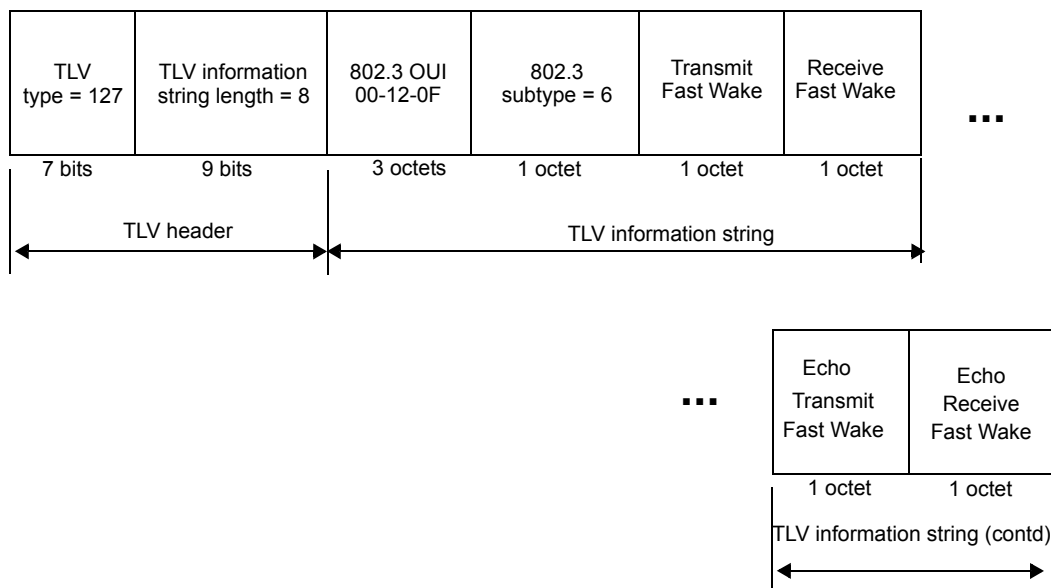 TLV
type = 127
TLV information
string length = 8
802.3 OUI
00-12-0F
802.3
subtype = 6
Transmit
Fast Wake
Receive
Fast Wake
...
7 bits
9 bits
3 octets
1 octet
1 octet
1 octet
TLV header
TLV information string
...
Echo
Transmit
Fast Wake
Echo
Receive
Fast Wake
1 octet
1 octet
TLV information string (contd)